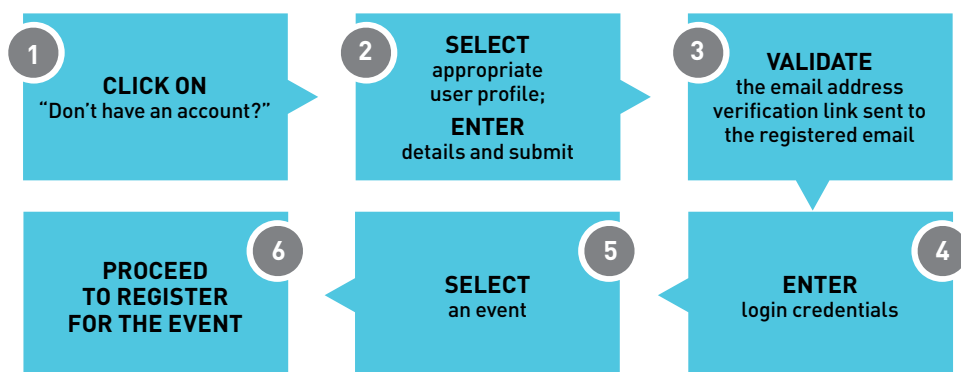 1
CLICK ON
“Don’t have an account?”
2
SELECT
appropriate
user profile;
ENTER
details and submit
3
VALIDATE
the email address
verification link sent to
the registered email
4
ENTER
login credentials
5
SELECT
an event
6
PROCEED
TO REGISTER
FOR THE EVENT